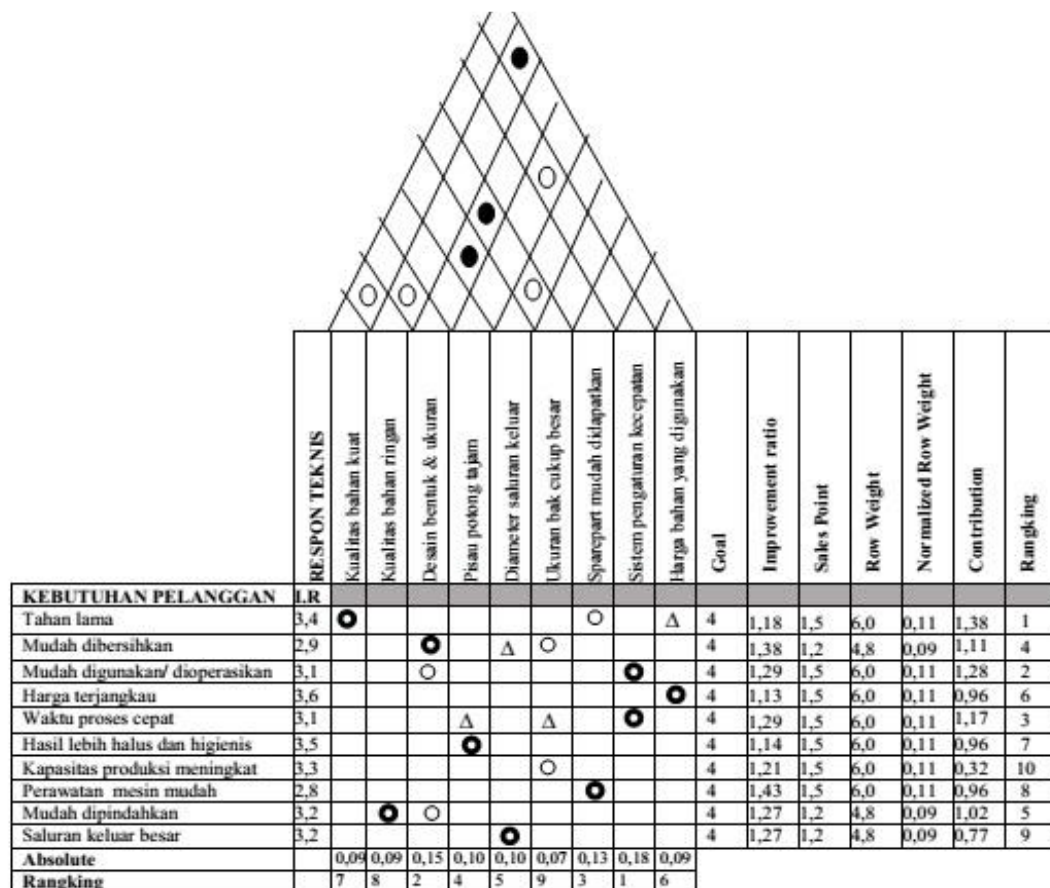 RESPON TEKNIS
Kualitas bahan kuat
Kualitas bahan ringan
Desain bentuk & ukuran
Pisau potong tajam
Diameter saluran keluar
Ukuran bak cukup besar
Sparepart mudah didapatkan
Sistem pengaturan kecepatan
Harga bahan yang digunakan
Goal
Improvement ratio
Sales Point
Row Weight
Normalized Row Weight
Contribution
Rangking
KEBUTUHAN PELANGGAN I.R
Tahan lama 3,4 Δ 4 1,18 1,5 6,0 0,11 1,38 1
Mudah dibersihkan 2,9 Δ 4 1,38 1,2 4,8 0,09 1,11 4
Mudah digunakan/ dioperasikan 3,1 4 1,29 1,5 6,0 0,11 1,28 2
Harga terjangkau 3,6 4 1,13 1,5 6,0 0,11 0,96 6
Waktu proses cepat 3,1 Δ Δ 4 1,29 1,5 6,0 0,11 1,17 3
Hasil lebih halus dan higienis 3,5 4 1,14 1,5 6,0 0,11 0,96 7
Kapasitas produksi meningkat 3,3 4 1,21 1,5 6,0 0,11 0,32 10
Perawatan mesin mudah 2,8 4 1,43 1,5 6,0 0,11 0,96 8
Mudah dipindahkan 3,2 4 1,27 1,2 4,8 0,09 1,02 5
Saluran keluar besar 3,2 4 1,27 1,2 4,8 0,09 0,77 9
Absolute 0,09 0,09 0,15 0,10 0,10 0,07 0,13 0,18 0,09
Rangking 7 8 2 4 5 9 3 1 6